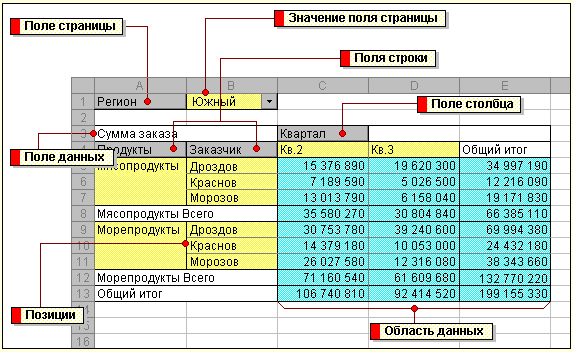 Поле страницы
Значение поля страницы
Поля строки
A B C D E
1 Регион Южный
Поле столбца
2
3 Сумма заказа Квартал
Поле данных
4 Продукты Заказчик Кв.2 Кв.3 Общий итог
5 Мясопродукты Дроздов 15 376 890 19 620 300 34 997 190
6 Краснов 7 189 590 5 026 500 12 216 090
7 Морозов 13 013 790 6 158 040 19 171 830
8 Мясопродукты Всего 35 580 270 30 804 840 66 385 110
9 Морепродукты Дроздов 30 753 780 39 240 600 69 994 380
10 Краснов 14 379 180 10 053 000 24 432 180
11 Морозов 26 027 580 12 316 080 38 343 660
12 Морепродукты Всего 71 160 540 61 609 680 132 770 220
13 Общий итог 106 740 810 92 414 520 199 155 330
14
Позиции
15
Область данных
16